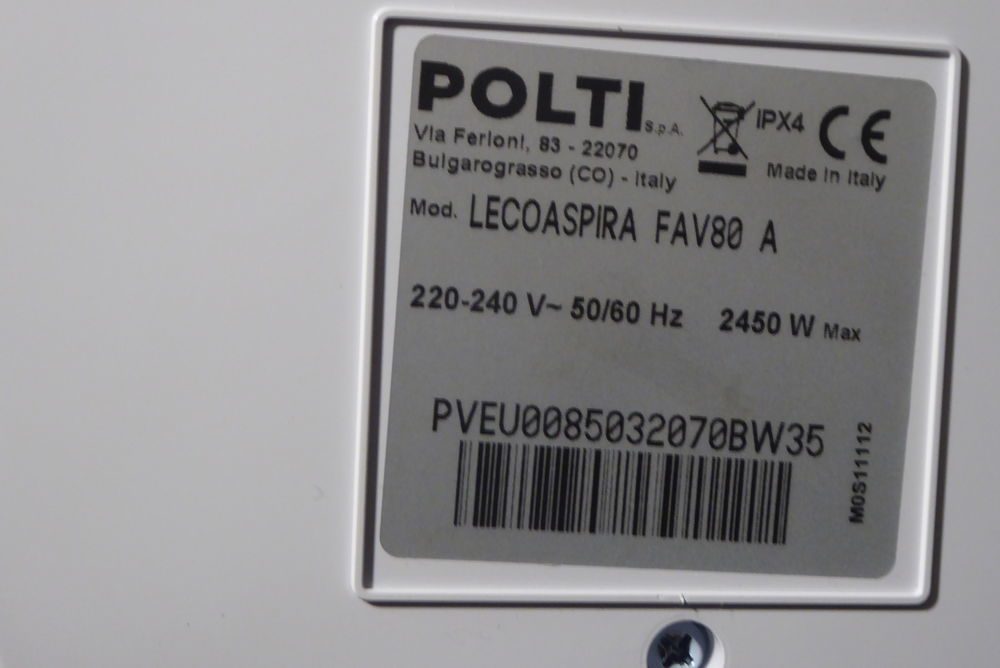 POLTI S.p.A.
Via Ferloni, 83 - 22070
Bulgarograsso (CO) - Italy
IPX4 CE
Made in Italy
Mod. LECOASPIRA FAV80 A
220-240 V~ 50/60 Hz 2450 W Max
PVEU0085032070BW35
M0S11112